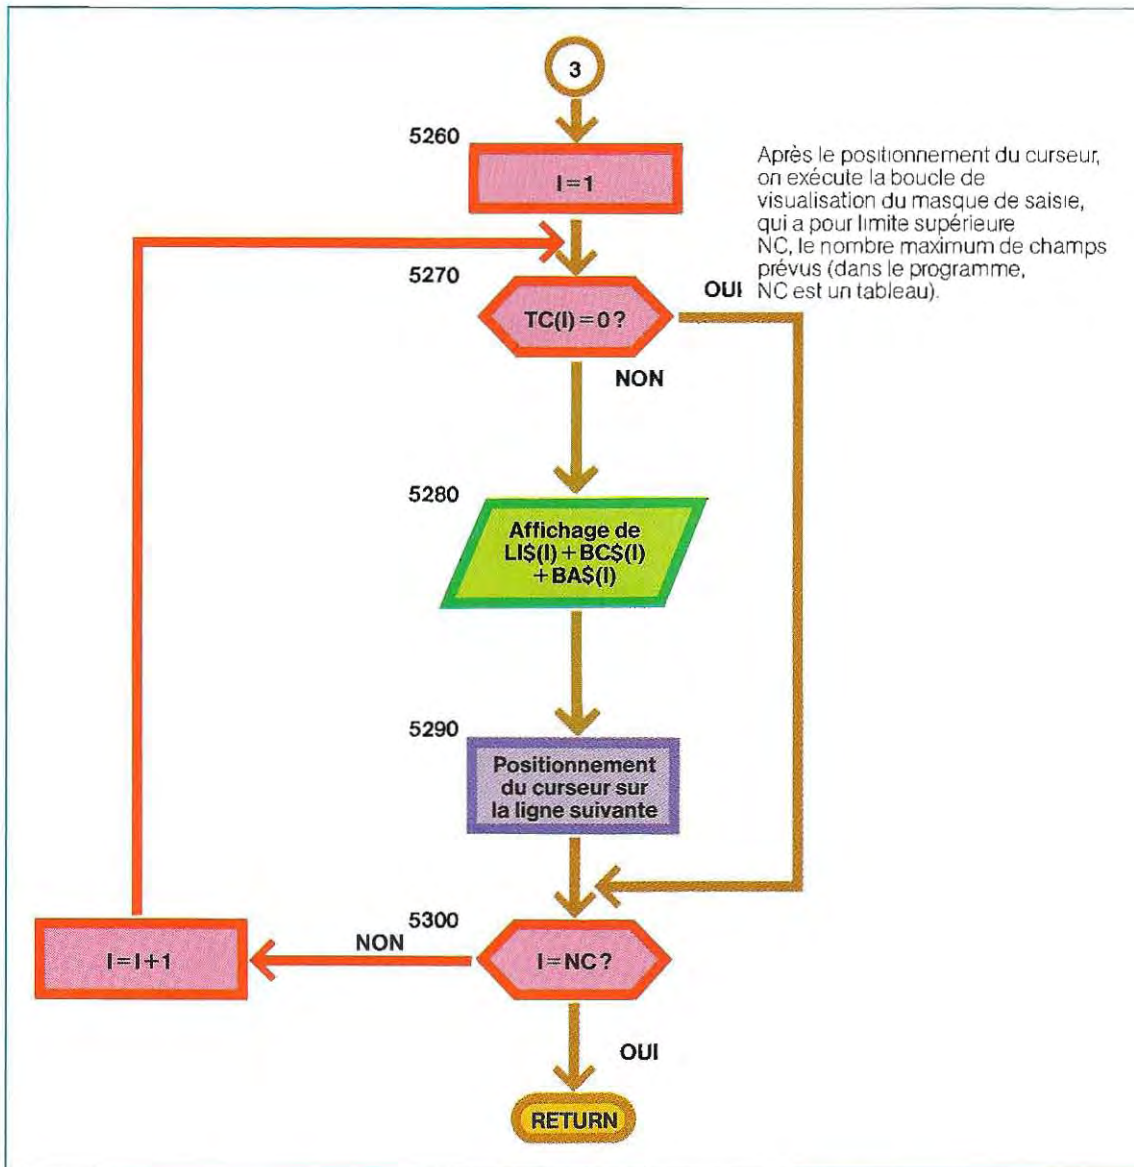 3
5260
I=1
Après le positionnement du curseur,
on exécute la boucle de
visualisation du masque de saisie,
qui a pour limite supérieure
NC, le nombre maximum de champs
prévus (dans le programme,
NC est un tableau).
5270
TC(I)=0?
OUI
NON
5280
Affichage de
LI$(I)+BC$(I)
+BA$(I)
5290
Positionnement
du curseur sur
la ligne suivante
5300
I=NC?
NON
I=I+1
OUI
RETURN